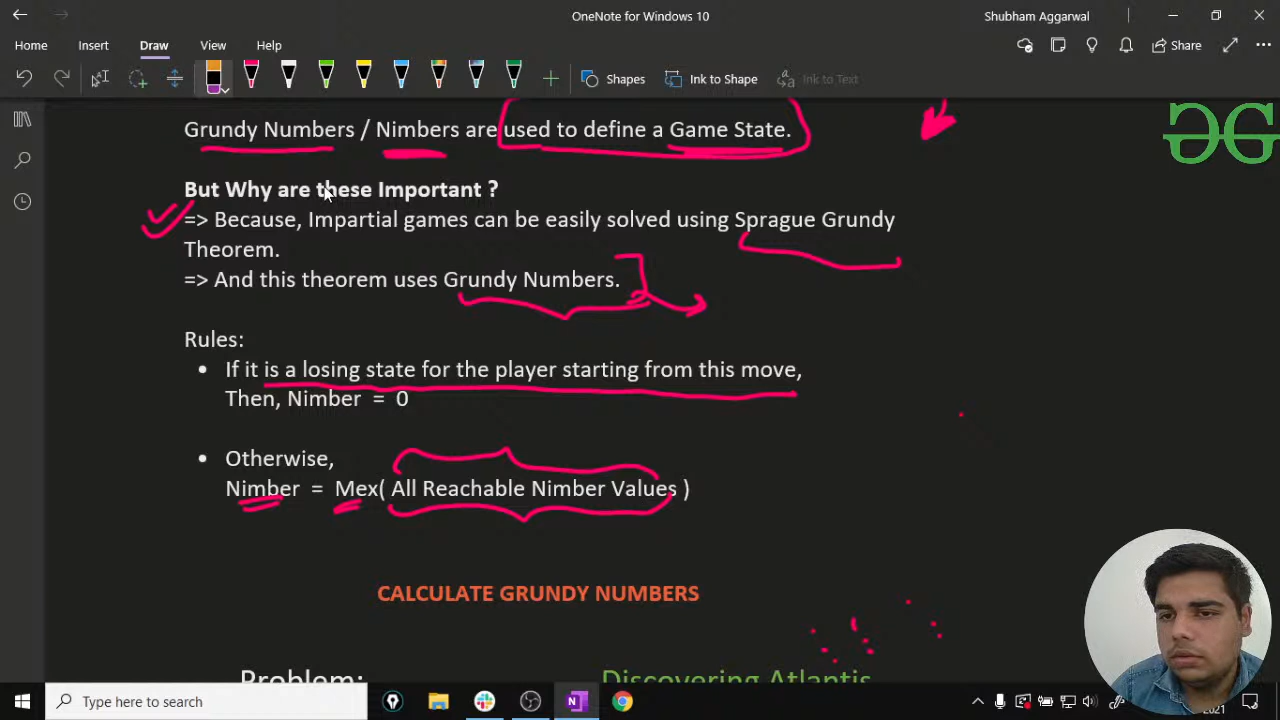 OneNote for Windows 10
Shubham Aggarwal
Home Insert Draw View Help
Share
Shapes Ink to Shape Ink to Text
Grundy Numbers / Nimbers are used to define a Game State.
But Why are these Important ?
=> Because, Impartial games can be easily solved using Sprague Grundy
Theorem.
=> And this theorem uses Grundy Numbers.
Rules:
• If it is a losing state for the player starting from this move,
Then, Nimber = 0
• Otherwise,
Nimber = Mex( All Reachable Nimber Values )
CALCULATE GRUNDY NUMBERS
Problem: Discovering Atlantis
Type here to search
2021